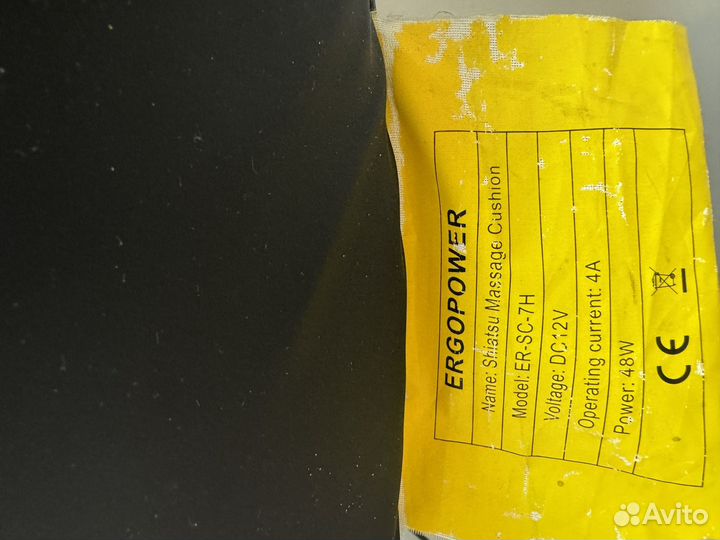 ERGOPOWER
Name: Shiatsu Massage Cushion
Model: ER-SC-7H
Voltage: DC12V
Operating current: 4A
Power: 48W
CE
Avito